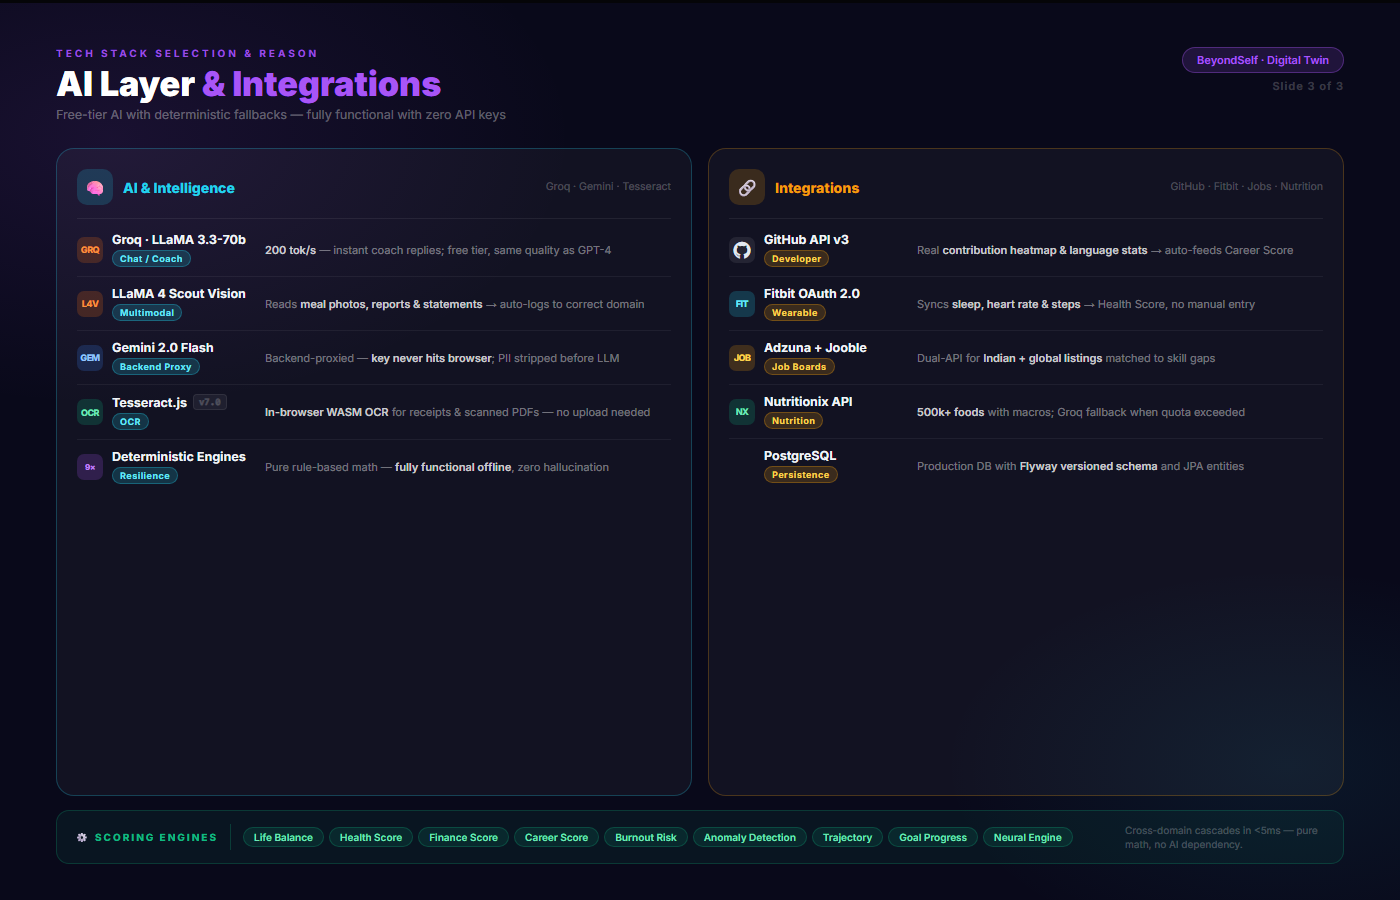 TECH STACK SELECTION & REASON
AI Layer & Integrations
Free-tier AI with deterministic fallbacks — fully functional with zero API keys
BeyondSelf · Digital Twin
Slide 3 of 3
AI & Intelligence
Groq · Gemini · Tesseract
GRQ
Groq · LLaMA 3.3-70b
Chat / Coach
200 tok/s — instant coach replies; free tier, same quality as GPT-4
L4V
LLaMA 4 Scout Vision
Multimodal
Reads meal photos, reports & statements → auto-logs to correct domain
GEM
Gemini 2.0 Flash
Backend Proxy
Backend-proxied — key never hits browser; PII stripped before LLM
OCR
Tesseract.js v7.0
OCR
In-browser WASM OCR for receipts & scanned PDFs — no upload needed
9×
Deterministic Engines
Resilience
Pure rule-based math — fully functional offline, zero hallucination
Integrations
GitHub · Fitbit · Jobs · Nutrition
GitHub API v3
Developer
Real contribution heatmap & language stats → auto-feeds Career Score
FIT
Fitbit OAuth 2.0
Wearable
Syncs sleep, heart rate & steps → Health Score, no manual entry
JOB
Adzuna + Jooble
Job Boards
Dual-API for Indian + global listings matched to skill gaps
NX
Nutritionix API
Nutrition
500k+ foods with macros; Groq fallback when quota exceeded
PostgreSQL
Persistence
Production DB with Flyway versioned schema and JPA entities
SCORING ENGINES
Life Balance
Health Score
Finance Score
Career Score
Burnout Risk
Anomaly Detection
Trajectory
Goal Progress
Neural Engine
Cross-domain cascades in <5ms — pure
math, no AI dependency.